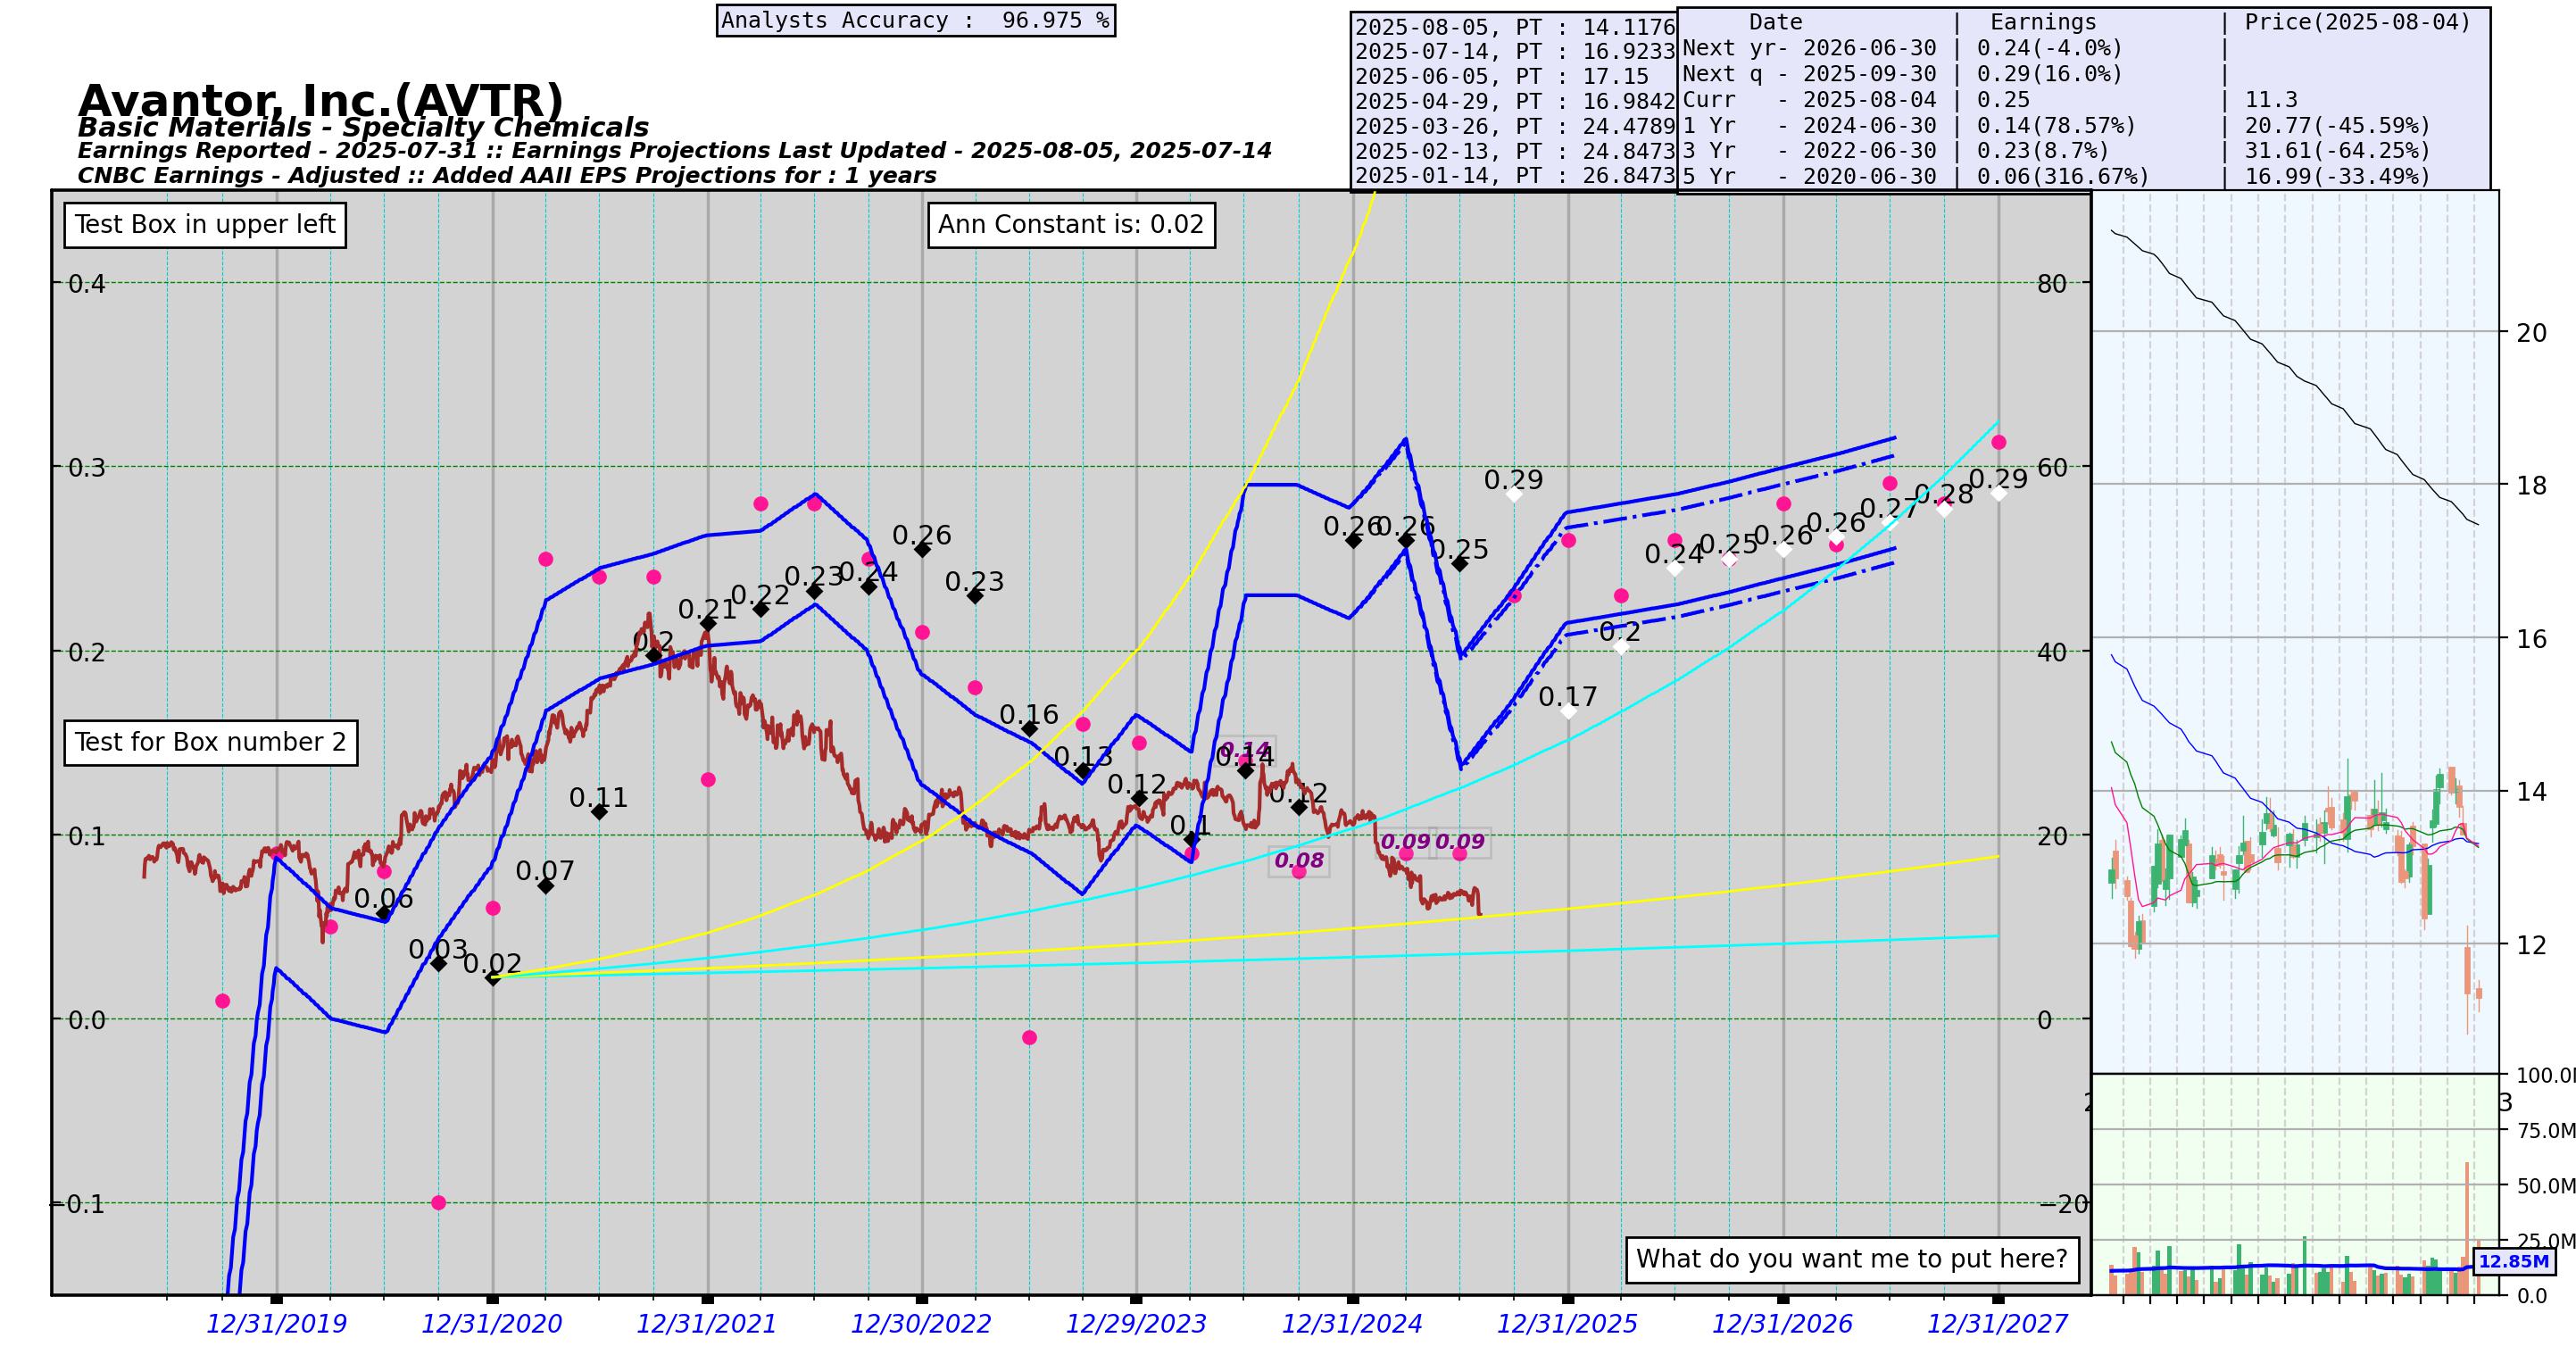 Analysts Accuracy :  96.975 %
2025-08-05, PT : 14.1176
2025-07-14, PT : 16.9233
2025-06-05, PT : 17.15
2025-04-29, PT : 16.9842
2025-03-26, PT : 24.4789
2025-02-13, PT : 24.8473
2025-01-14, PT : 26.8473
Date | Earnings | Price(2025-08-04)
Next yr- 2026-06-30 | 0.24(-4.0%) |
Next q - 2025-09-30 | 0.29(16.0%) |
Curr - 2025-08-04 | 0.25 | 11.3
1 Yr - 2024-06-30 | 0.14(78.57%) | 20.77(-45.59%)
3 Yr - 2022-06-30 | 0.23(8.7%) | 31.61(-64.25%)
5 Yr - 2020-06-30 | 0.06(316.67%) | 16.99(-33.49%)
Avantor, Inc.(AVTR)
Basic Materials - Specialty Chemicals
Earnings Reported - 2025-07-31 :: Earnings Projections Last Updated - 2025-08-05, 2025-07-14
CNBC Earnings - Adjusted :: Added AAII EPS Projections for : 1 years
Test Box in upper left
Ann Constant is: 0.02
Test for Box number 2
What do you want me to put here?
0.4
0.3
0.2
0.1
0.0
−0.1
80
60
40
20
0
−20
0.06
0.03
0.02
0.07
0.11
0.2
0.21
0.22
0.23
0.24
0.26
0.23
0.16
0.13
0.12
0.1
0.14
0.14
0.12
0.08
0.26
0.26
0.09
0.25
0.09
0.29
0.17
0.2
0.24
0.25
0.26
0.26
0.27
0.28
0.29
20
18
16
14
12
75.0M
50.0M
25.0M
12.85M
0.0
12/31/2019
12/31/2020
12/31/2021
12/30/2022
12/29/2023
12/31/2024
12/31/2025
12/31/2026
12/31/2027